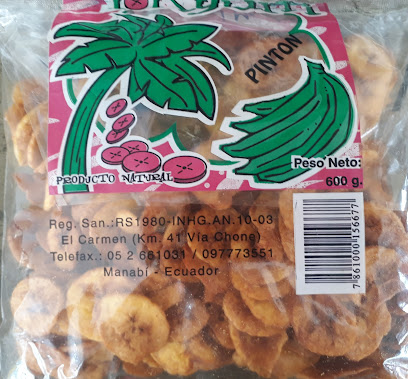 PINTON
PRODUCTO NATURAL
Peso Neto:
600 g.
Reg. San.:RS1980-INHG.AN.10-03
El Carmen (Km. 41 Vía Chone)
Telefax.: 05 2 661031 / 097773551
Manabí - Ecuador
7861000156677